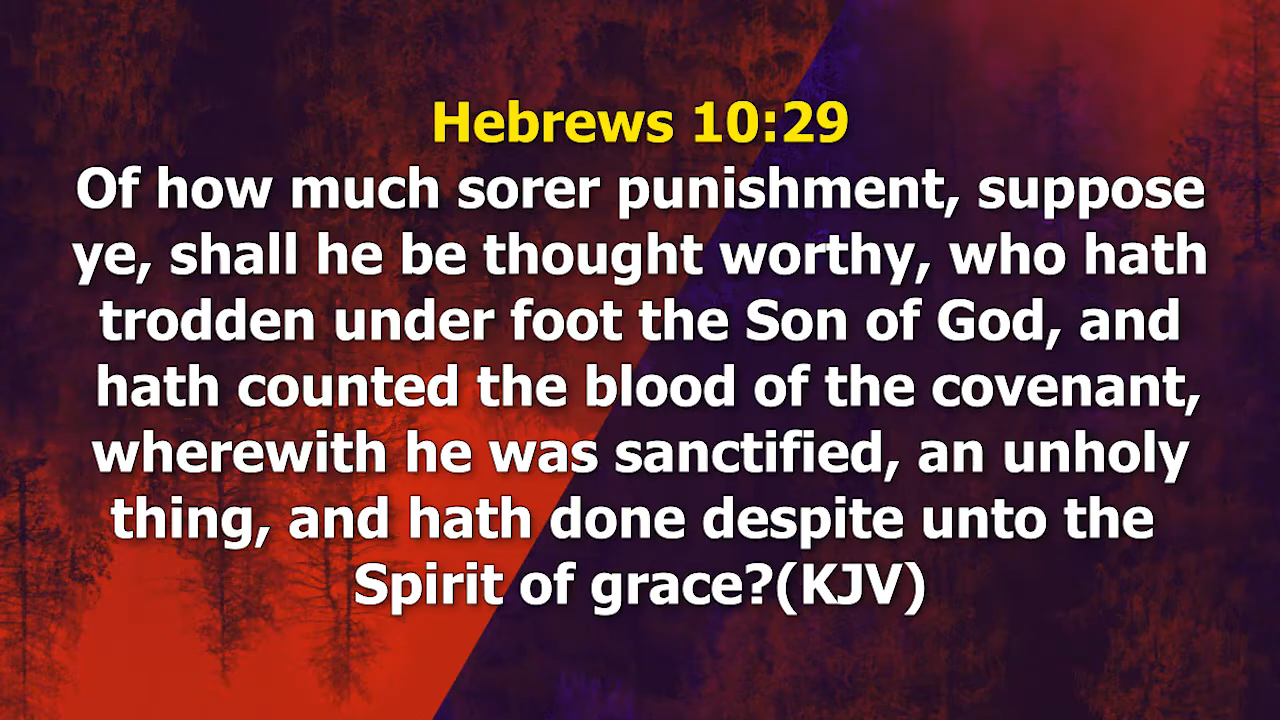 Hebrews 10:29
Of how much sorer punishment, suppose
ye, shall he be thought worthy, who hath
trodden under foot the Son of God, and
hath counted the blood of the covenant,
wherewith he was sanctified, an unholy
thing, and hath done despite unto the
Spirit of grace?(KJV)